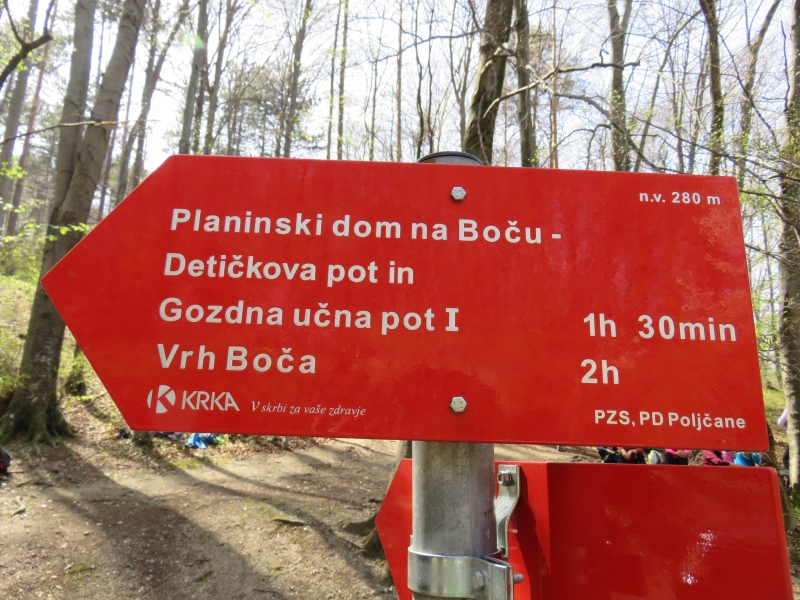 n.v. 280 m
Planinski dom na Boču -
Detičkova pot in
Gozdna učna pot I 1h 30min
Vrh Boča 2h
KRKA V skrbi za vaše zdravje
PZS, PD Poljčane